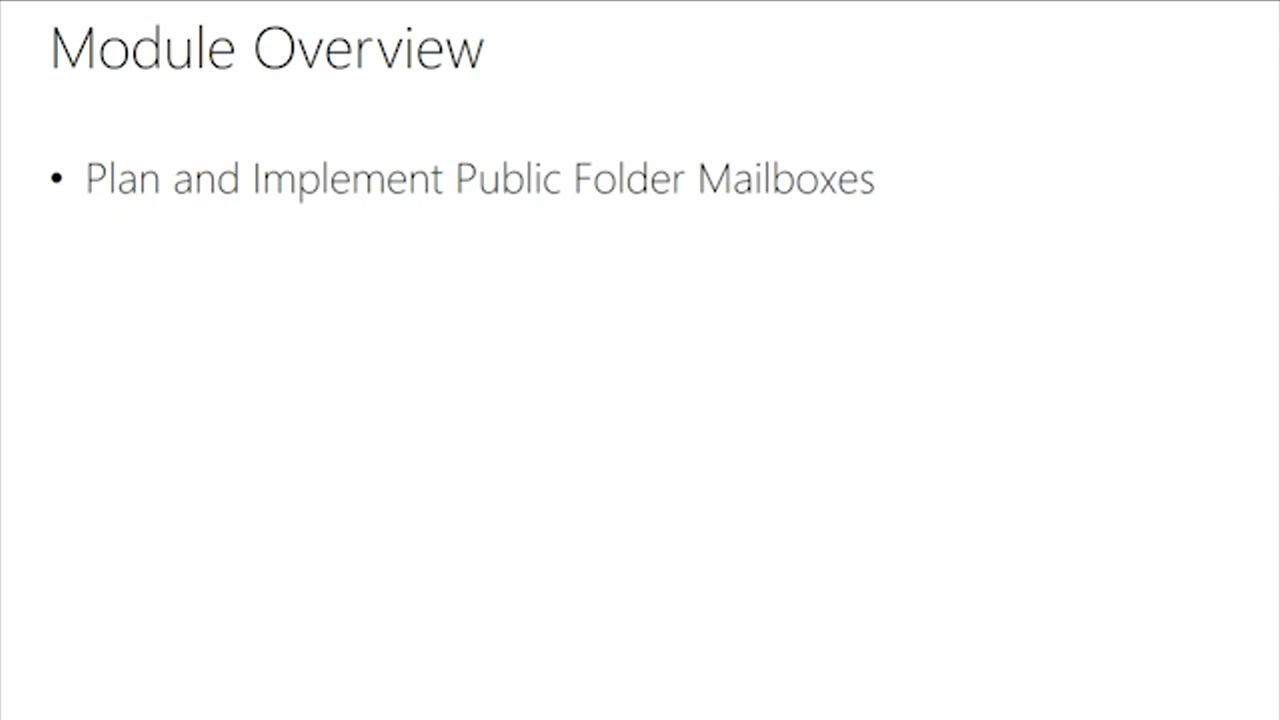 Module Overview
• Plan and Implement Public Folder Mailboxes